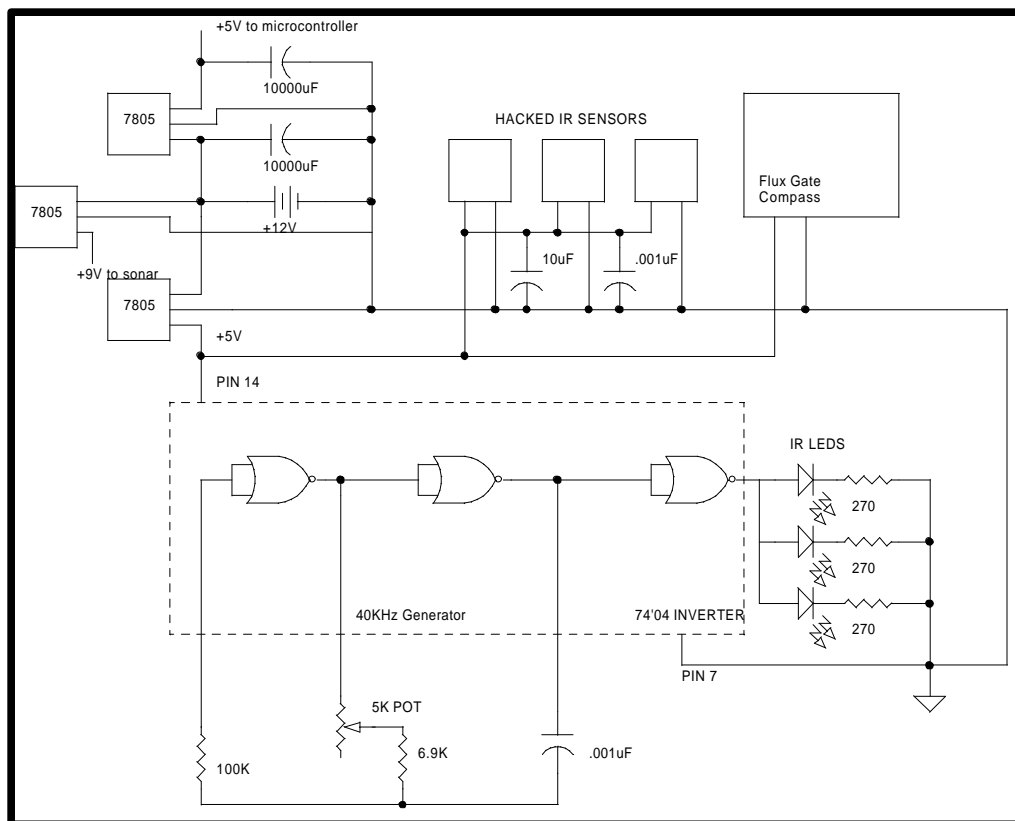 +5V to microcontroller
10000uF
7805
10000uF
HACKED IR SENSORS
Flux Gate
Compass
7805
+12V
10uF
.001uF
+9V to sonar
7805
+5V
PIN 14
IR LEDS
270
270
40KHz Generator
74'04 INVERTER
270
PIN 7
5K POT
6.9K
.001uF
100K